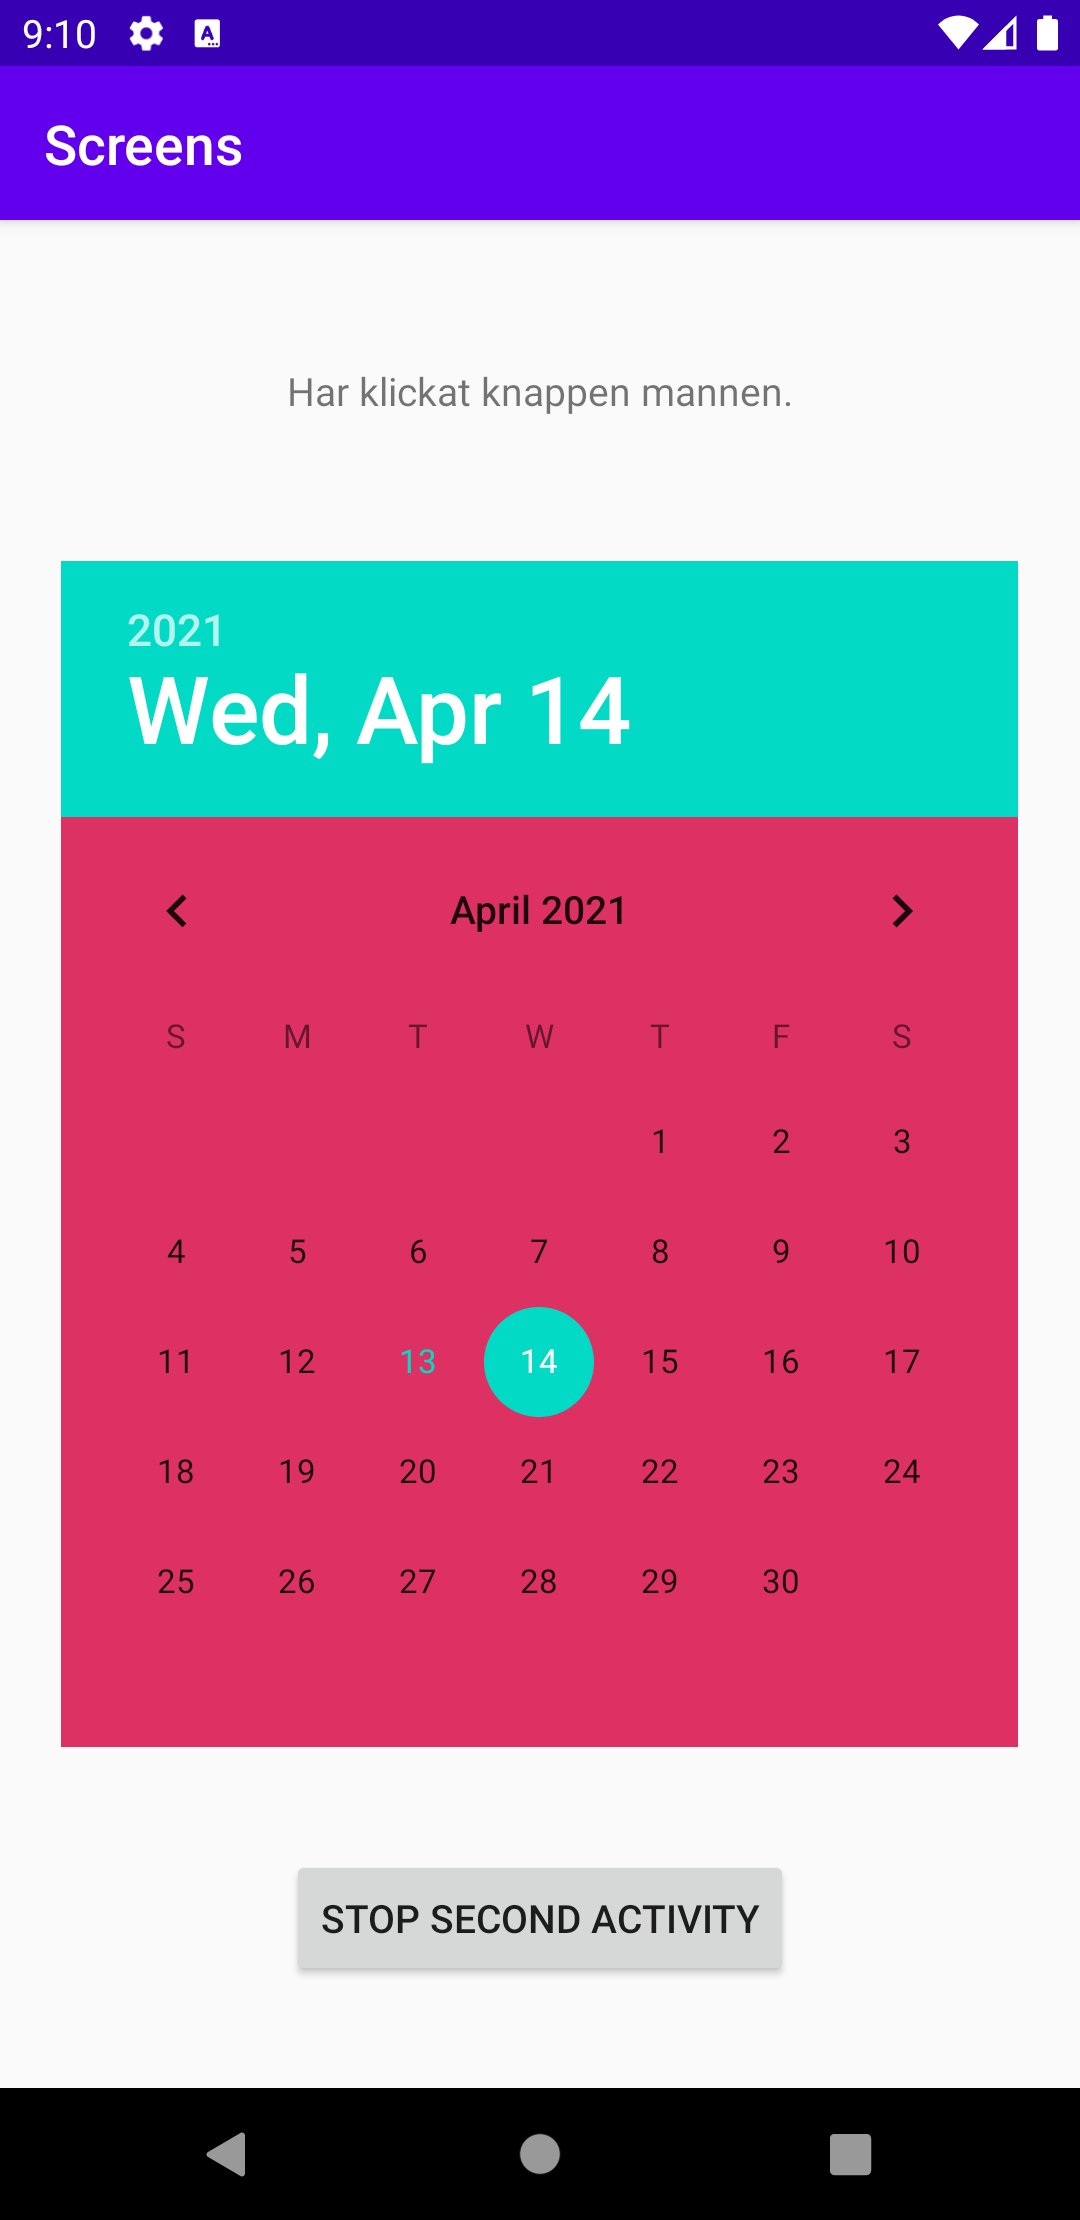 9:10
Screens
Har klickat knappen mannen.
2021
Wed, Apr 14
April 2021
S M T W T F S
1 2 3
4 5 6 7 8 9 10
11 12 13 14 15 16 17
18 19 20 21 22 23 24
25 26 27 28 29 30
STOP SECOND ACTIVITY